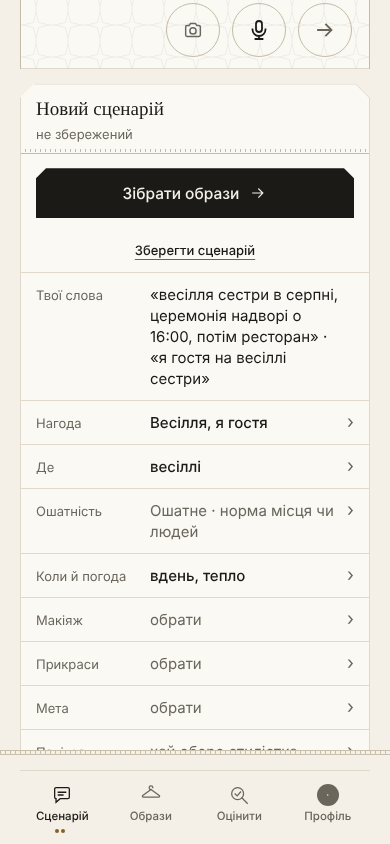 Новий сценарій
не збережений
Зібрати образи →
Зберегти сценарій
Твої слова
«весілля сестри в серпні,
церемонія надворі о
16:00, потім ресторан» ·
«я гостя на весіллі
сестри»
Нагода
Весілля, я гостя
Де
весіллі
Ошатність
Ошатне · норма місця чи
людей
Коли й погода
вдень, тепло
Макіяж
обрати
Прикраси
обрати
Мета
обрати
Сценарій
Образи
Оцінити
Профіль